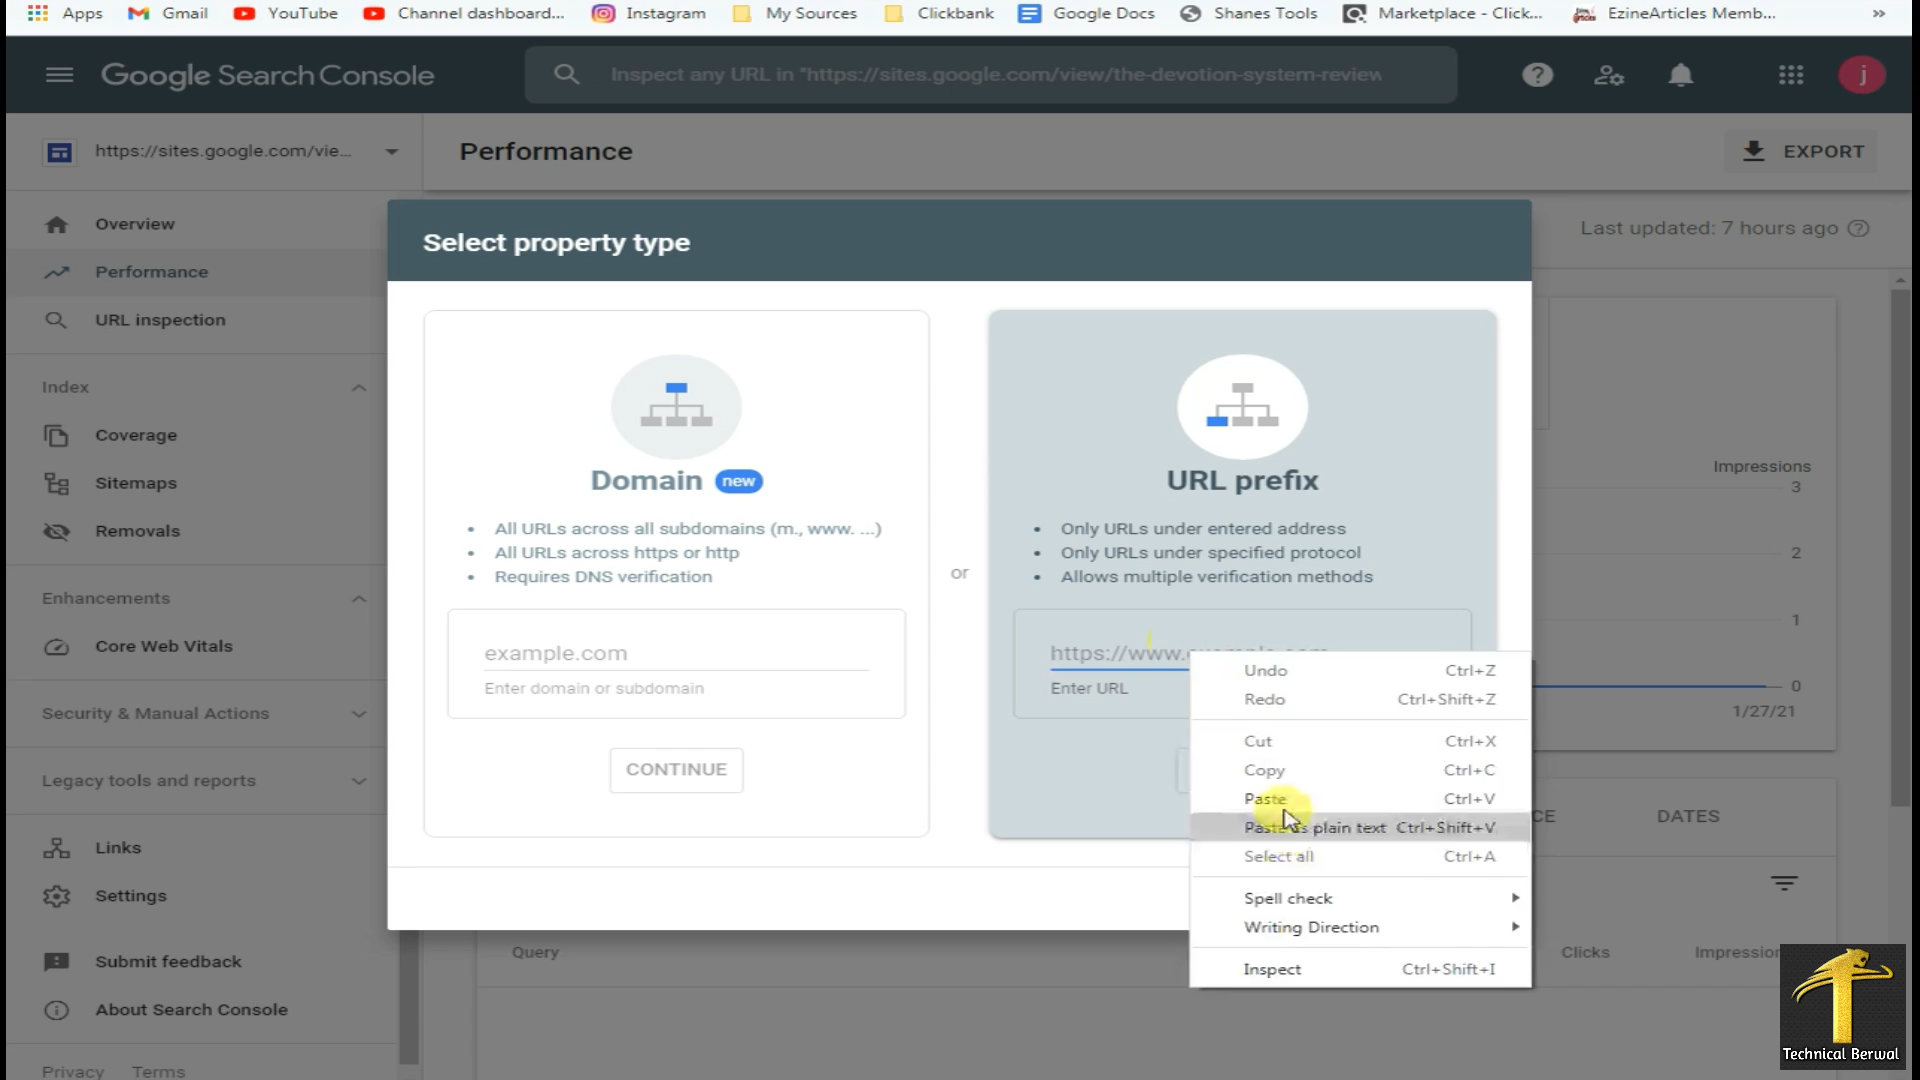 Apps Gmail YouTube Channel dashboard... Instagram My Sources Clickbank Google Docs Shanes Tools Marketplace - Click... EzineArticles Memb... »
Google Search Console
Inspect any URL in "https://sites.google.com/view/the-devotion-system-review
j
https://sites.google.com/vie...
Performance
EXPORT
Last updated: 7 hours ago
Overview
Performance
URL inspection
Index
Coverage
Sitemaps
Removals
Enhancements
Core Web Vitals
Security & Manual Actions
Legacy tools and reports
Links
Settings
Submit feedback
About Search Console
Privacy Terms
Select property type
Domain new
• All URLs across all subdomains (m., www. ...)
• All URLs across https or http
• Requires DNS verification
example.com
Enter domain or subdomain
CONTINUE
or
URL prefix
• Only URLs under entered address
• Only URLs under specified protocol
• Allows multiple verification methods
https://www.example.com
Enter URL
Undo Ctrl+Z
Redo Ctrl+Shift+Z
Cut Ctrl+X
Copy Ctrl+C
Paste Ctrl+V
Paste as plain text Ctrl+Shift+V
Select all Ctrl+A
Spell check
Writing Direction
Inspect Ctrl+Shift+I
Impressions
3
2
1
0
1/27/21
DATES
Query
Clicks
Technical Berwal